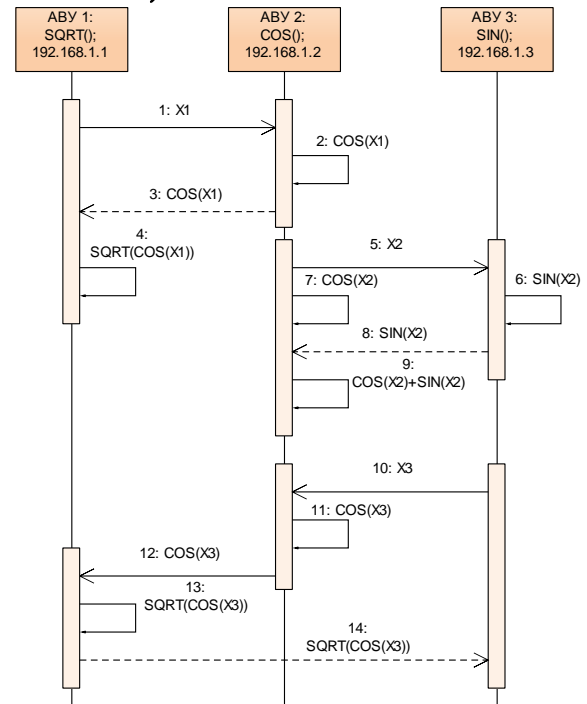 АВУ 1:
SQRT();
192.168.1.1
АВУ 2:
COS();
192.168.1.2
АВУ 3:
SIN();
192.168.1.3
1: X1
2: COS(X1)
3: COS(X1)
4:
SQRT(COS(X1))
5: X2
6: SIN(X2)
7: COS(X2)
8: SIN(X2)
9:
COS(X2)+SIN(X2)
10: X3
11: COS(X3)
12: COS(X3)
13:
SQRT(COS(X3))
14:
SQRT(COS(X3))